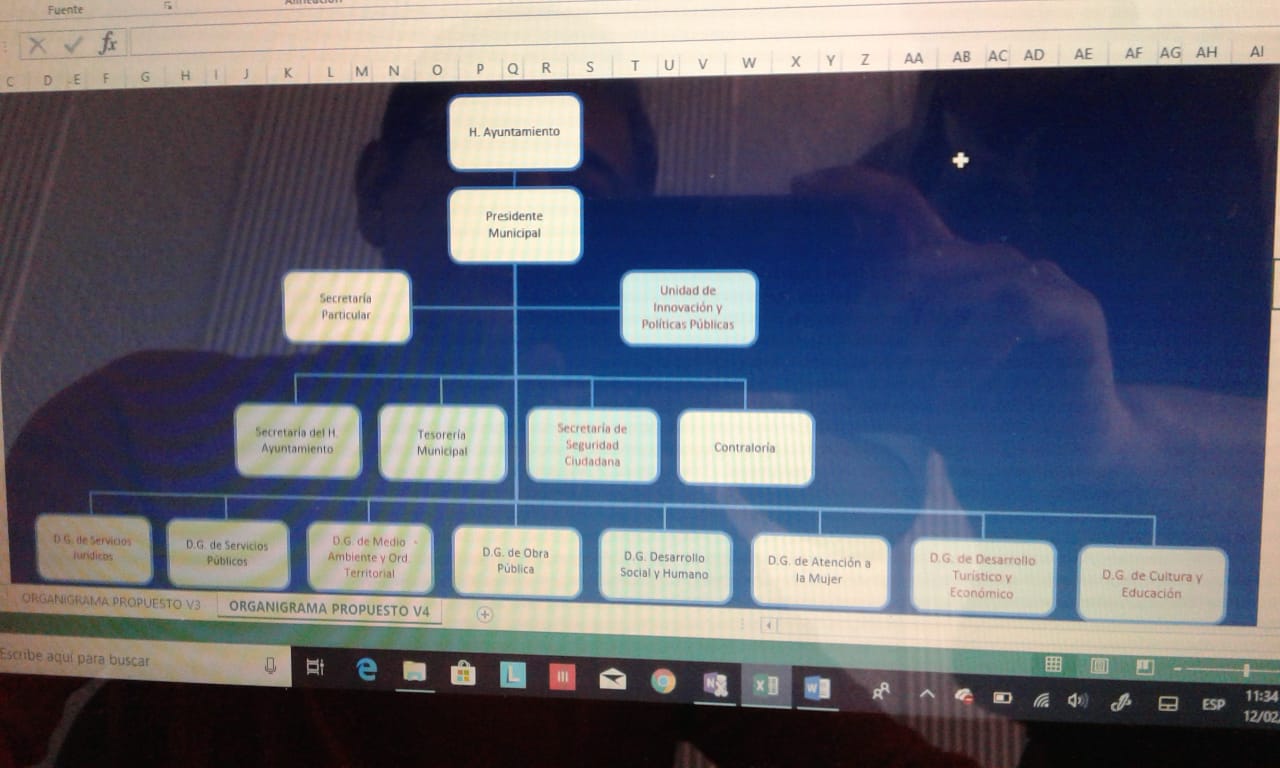 Fuente
Alineación
fx
C D E F G H I J K L M N O P Q R S T U V W X Y Z AA AB AC AD AE AF AG AH AI
H. Ayuntamiento
Presidente
Municipal
Secretaría
Particular
Unidad de
Innovación y
Políticas Públicas
Secretaría del H.
Ayuntamiento
Tesorería
Municipal
Secretaría de
Seguridad
Ciudadana
Contraloría
D.G. de Servicios
Jurídicos
D.G. de Servicios
Públicos
D.G. de Medio
Ambiente y Ord.
Territorial
D.G. de Obra
Pública
D.G. Desarrollo
Social y Humano
D.G. de Atención a
la Mujer
D.G. de Desarrollo
Turístico y
Económico
D.G. de Cultura y
Educación
ORGANIGRAMA PROPUESTO V3
ORGANIGRAMA PROPUESTO V4
Escribe aquí para buscar
L
ESP
11:34
12/02/